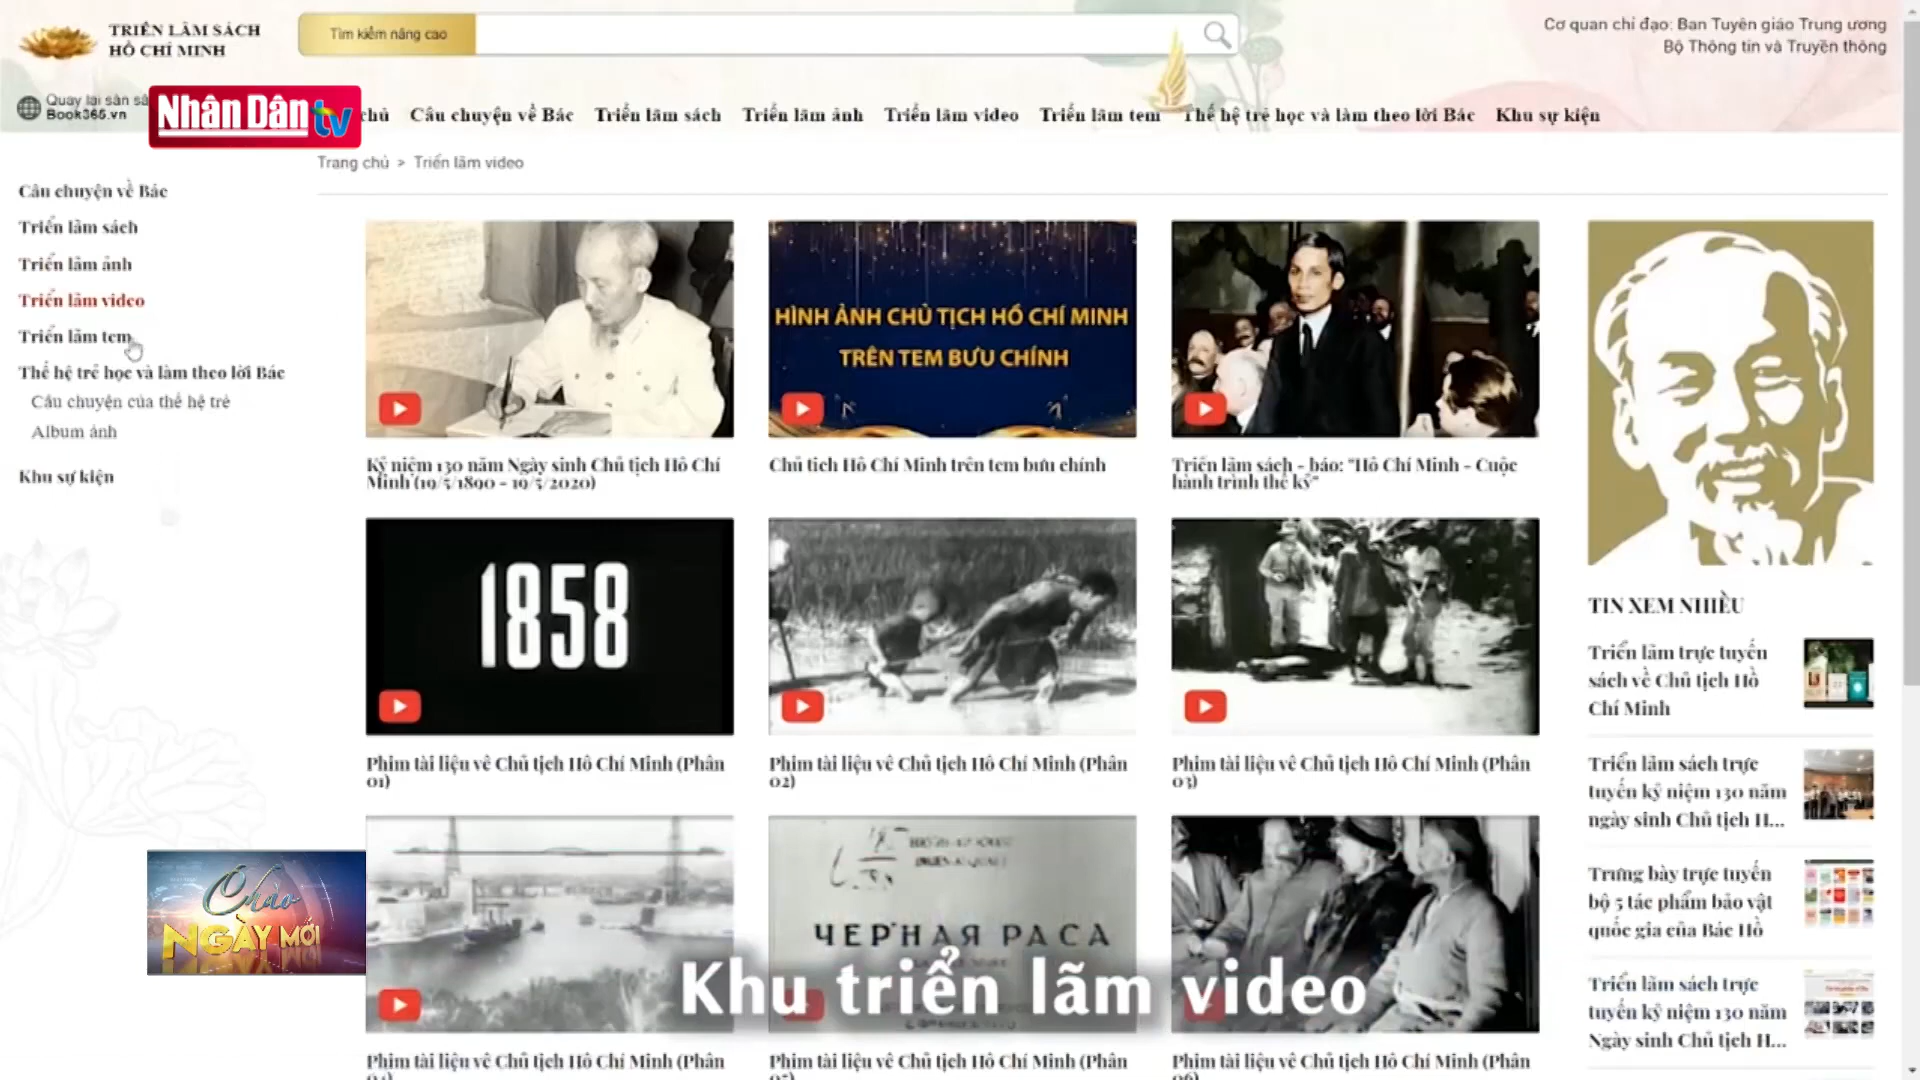 TRIỂN LÃM SÁCH
HỒ CHÍ MINH
Tìm kiếm nâng cao
Cơ quan chỉ đạo: Ban Tuyên giáo Trung ương
Bộ Thông tin và Truyền thông
Quay lại sàn
Book365.vn
Nhân Dân tv
chủ
Câu chuyện về Bác
Triển lãm sách
Triển lãm ảnh
Triển lãm video
Triển lãm tem
Thế hệ trẻ học và làm theo lời Bác
Khu sự kiện
Trang chủ > Triển lãm video
Câu chuyện về Bác
Triển lãm sách
Triển lãm ảnh
Triển lãm video
Triển lãm tem
Thế hệ trẻ học và làm theo lời Bác
Câu chuyện của thế hệ trẻ
Album ảnh
Khu sự kiện
HÌNH ẢNH CHỦ TỊCH HỒ CHÍ MINH
TRÊN TEM BƯU CHÍNH
Kỷ niệm 130 năm Ngày sinh Chủ tịch Hồ Chí
Minh (19/5/1890 - 19/5/2020)
Chủ tich Hồ Chí Minh trên tem bưu chính
Triển lãm sách - báo: "Hồ Chí Minh - Cuộc
hành trình thế kỷ"
1858
Phim tài liệu về Chủ tịch Hồ Chí Minh (Phần
01)
Phim tài liệu về Chủ tịch Hồ Chí Minh (Phần
02)
Phim tài liệu về Chủ tịch Hồ Chí Minh (Phần
03)
ЧЕРНАЯ РАСА
Phim tài liệu về Chủ tịch Hồ Chí Minh (Phần
04)
Phim tài liệu về Chủ tịch Hồ Chí Minh (Phần
05)
Phim tài liệu về Chủ tịch Hồ Chí Minh (Phần
06)
TIN XEM NHIỀU
Triển lãm trực tuyến
sách về Chủ tịch Hồ
Chí Minh
Triển lãm sách trực
tuyến kỷ niệm 130 năm
ngày sinh Chủ tịch H...
Trưng bày trực tuyến
bộ 5 tác phẩm bảo vật
quốc gia của Bác Hồ
Triển lãm sách trực
tuyến kỷ niệm 130 năm
Ngày sinh Chủ tịch H...
Chào
NGÀY MỚI
Khu triển lãm video